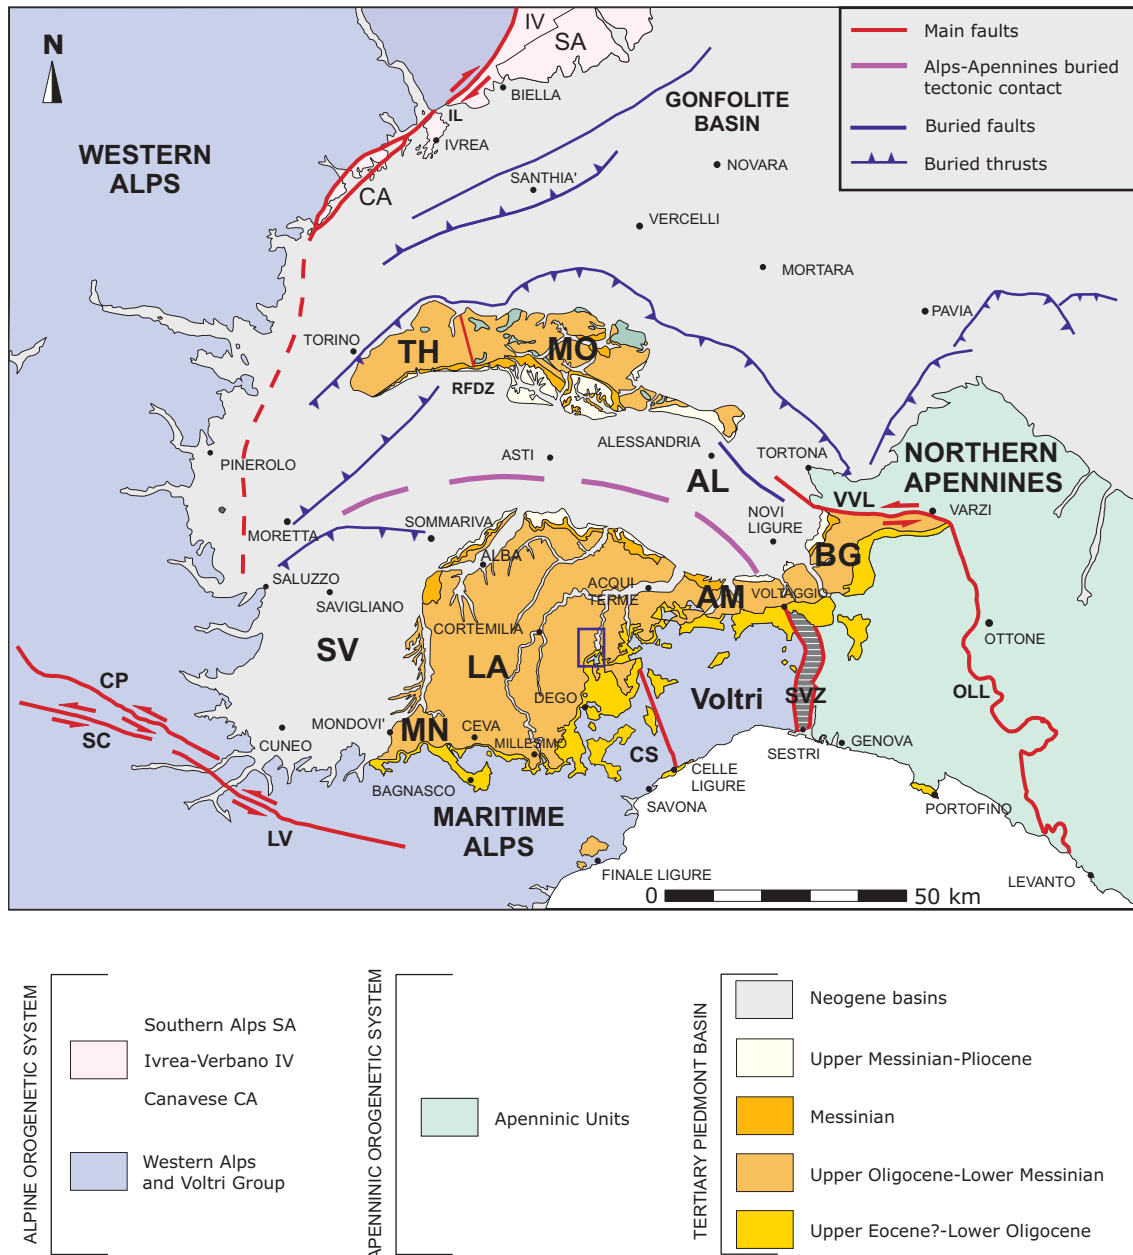 N
IV
SA
BIELLA
IL
IVREA
CA
WESTERN
ALPS
GONFOLITE
BASIN
NOVARA
SANTHIA'
VERCELLI
MORTARA
PAVIA
Main faults
Alps-Apennines buried
tectonic contact
Buried faults
Buried thrusts
TORINO
TH
MO
RFDZ
ALESSANDRIA
ASTI
AL
TORTONA
NORTHERN
APENNINES
PINEROLO
VVL
VARZI
MORETTA
SOMMARIVA
NOVI
LIGURE
BG
ALBA
SALUZZO
SAVIGLIANO
ACQUI
TERME
AM
VOLTAGGIO
CORTEMILIA
OTTONE
SV
LA
CP
SC
DEGO
Voltri
SVZ
OLL
MONDOVI'
MN
CEVA
MILLESIMO
CS
CUNEO
SESTRI
GENOVA
BAGNASCO
CELLE
LIGURE
SAVONA
PORTOFINO
MARITIME
ALPS
LV
FINALE LIGURE
LEVANTO
0 50 km
ALPINE OROGENETIC SYSTEM
Southern Alps SA
Ivrea-Verbano IV
Canavese CA
Western Alps
and Voltri Group
APENNINIC OROGENETIC SYSTEM
Apenninic Units
TERTIARY PIEDMONT BASIN
Neogene basins
Upper Messinian-Pliocene
Messinian
Upper Oligocene-Lower Messinian
Upper Eocene?-Lower Oligocene